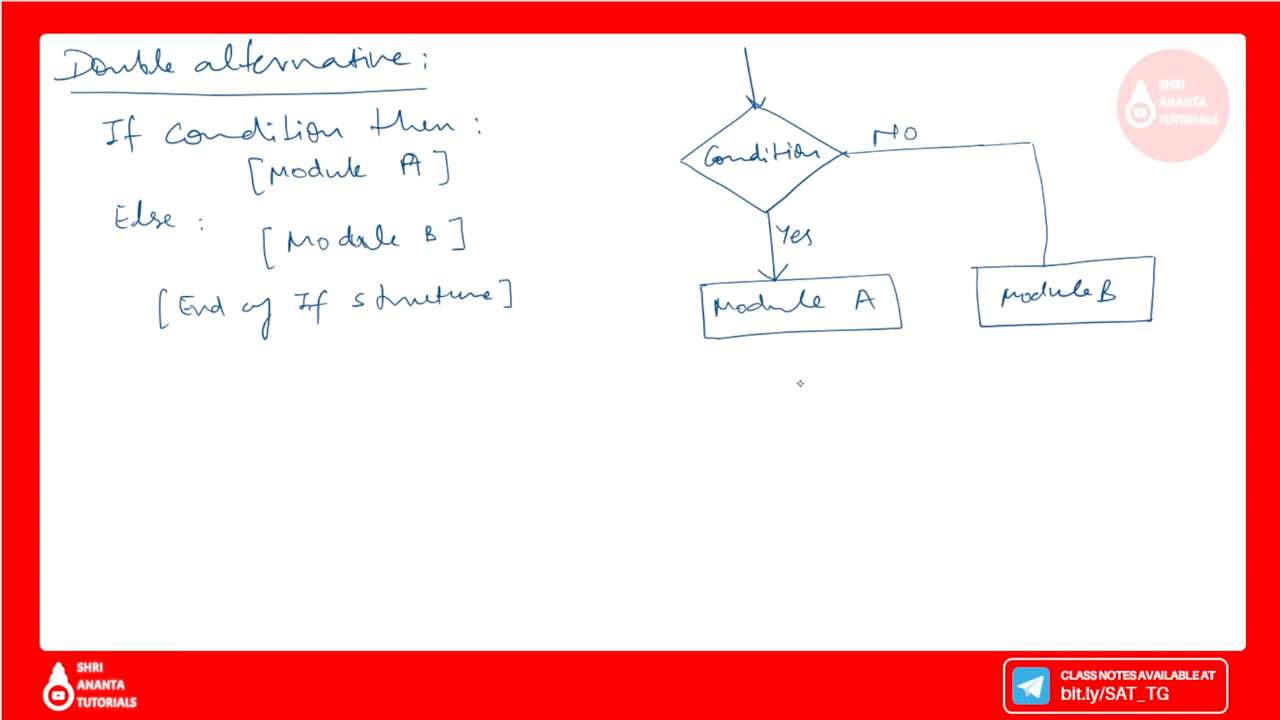 Double alternative:
If Condition then:
[Module A]
Else:
[Module B]
[End of If structure]
Condition
NO
Yes
Module A
Module B
SHRI
ANANTA
TUTORIALS
SHRI
ANANTA
TUTORIALS
CLASS NOTES AVAILABLE AT
bit.ly/SAT_TG